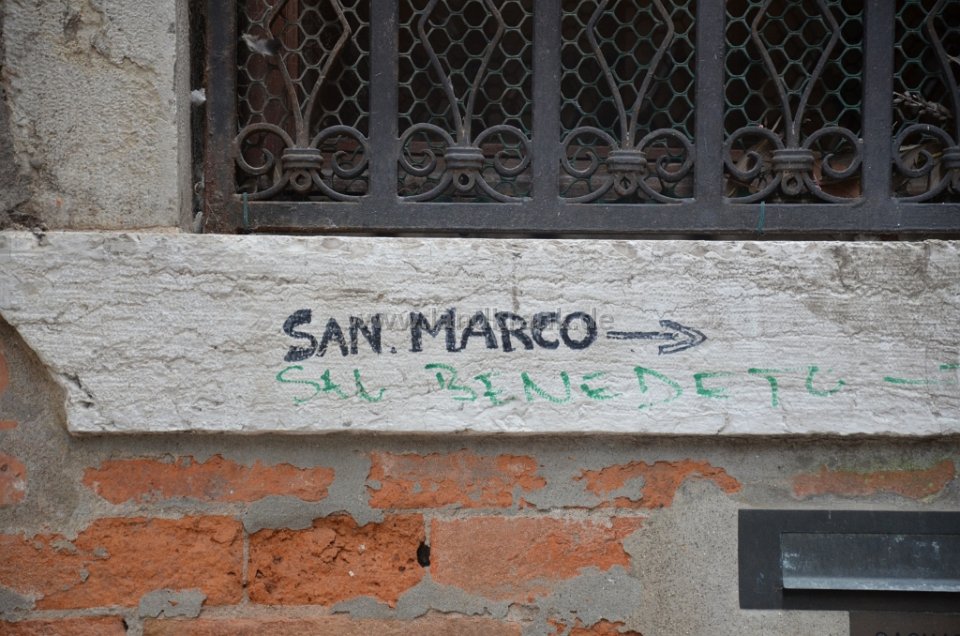 SAN. MARCO →
SAN BENEDETO →